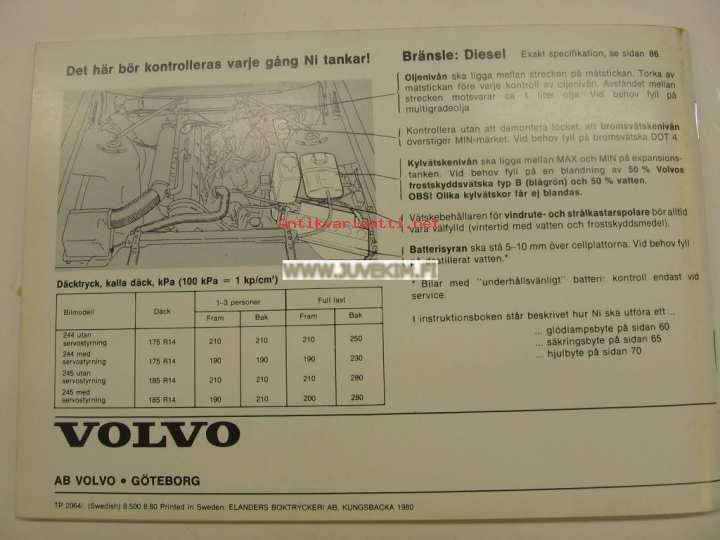 Det här bör kontrolleras varje gång Ni tankar!
Bränsle: Diesel Exakt specifikation, se sidan 86.
Oljenivån ska ligga mellan strecken på mätstickan. Torka av
mätstickan före varje kontroll av oljenivån. Avståndet mellan
strecken motsvarar ca 1 liter olja. Vid behov fyll på
multigradeolja
Kontrollera utan att demontera locket, att bromsvätskenivån
överstiger MIN-märket. Vid behov fyll på bromsvätska DOT 4.
Kylvätskenivån ska ligga mellan MAX och MIN på expansions-
tanken. Vid behov fyll på en blandning av 50 % Volvos
frostskyddsvätska typ B (blågrön) och 50 % vatten.
OBS! Olika kylvätskor får ej blandas.
Vätskebehållaren för vindrute- och strålkastarspolare bör alltid
vara välfylld (vintertid med vatten och frostskyddsmedel).
Batterisyran ska stå 5–10 mm över cellplattorna. Vid behov fyll
på destillerat vatten.*
* Bilar med "underhållsvänligt" batteri: kontroll endast vid
service.
I instruktionsboken står beskrivet hur Ni ska utföra ett ...
... glödlampsbyte på sidan 60
... säkringsbyte på sidan 65
... hjulbyte på sidan 70
Antikvariantti.net
WWW.JUVEKIM.FI
Däcktryck, kalla däck, kPa (100 kPa = 1 kp/cm²)
Bilmodell Däck 1–3 personer Full last
Fram Bak Fram Bak
244 utan
servostyrning 175 R14 210 210 210 250
244 med
servostyrning 175 R14 190 190 190 230
245 utan
servostyrning 185 R14 210 210 210 280
245 med
servostyrning 185 R14 190 210 200 280
VOLVO
AB VOLVO • GÖTEBORG
TP 2064/ (Swedish) 8.500 8.80 Printed in Sweden. ELANDERS BOKTRYCKERI AB, KUNGSBACKA 1980